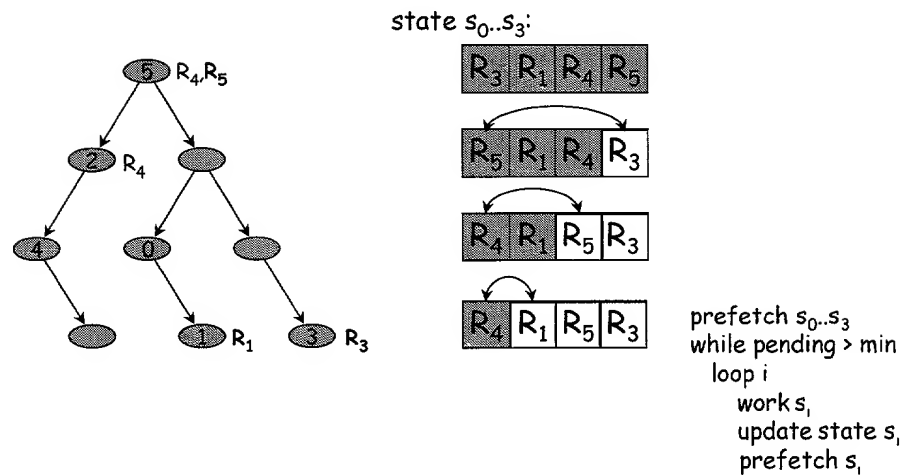 state s₀..s₃:
5 R₄,R₅
2 R₄
4 0
1 R₁ 3 R₃
R₃ R₁ R₄ R₅
R₅ R₁ R₄ R₃
R₄ R₁ R₅ R₃
R₄ R₁ R₅ R₃
prefetch s₀..s₃
while pending > min
loop i
work sᵢ
update state sᵢ
prefetch sᵢ